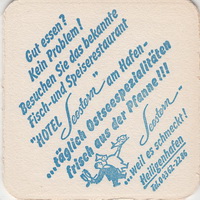 Gut essen?
Kein Problem!
Besuchen Sie das bekannte
Fisch- und Speiserestaurant
"HOTEL Seestern" am Hafen-
...täglich Ostseespezialitäten
frisch aus der Pfanne!!!
Seestern"
...weil es schmeckt!
Heiligenhafen